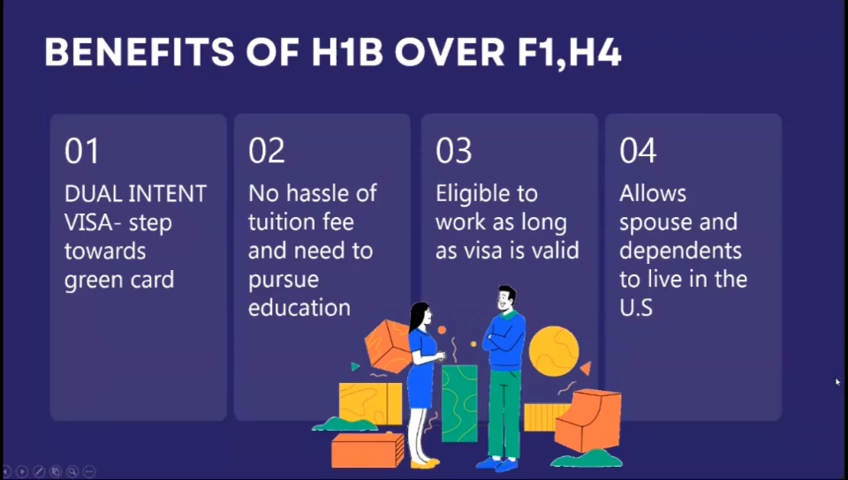 BENEFITS OF H1B OVER F1,H4
01
DUAL INTENT
VISA- step
towards
green card
02
No hassle of
tuition fee
and need to
pursue
education
03
Eligible to
work as long
as visa is valid
04
Allows
spouse and
dependents
to live in the
U.S